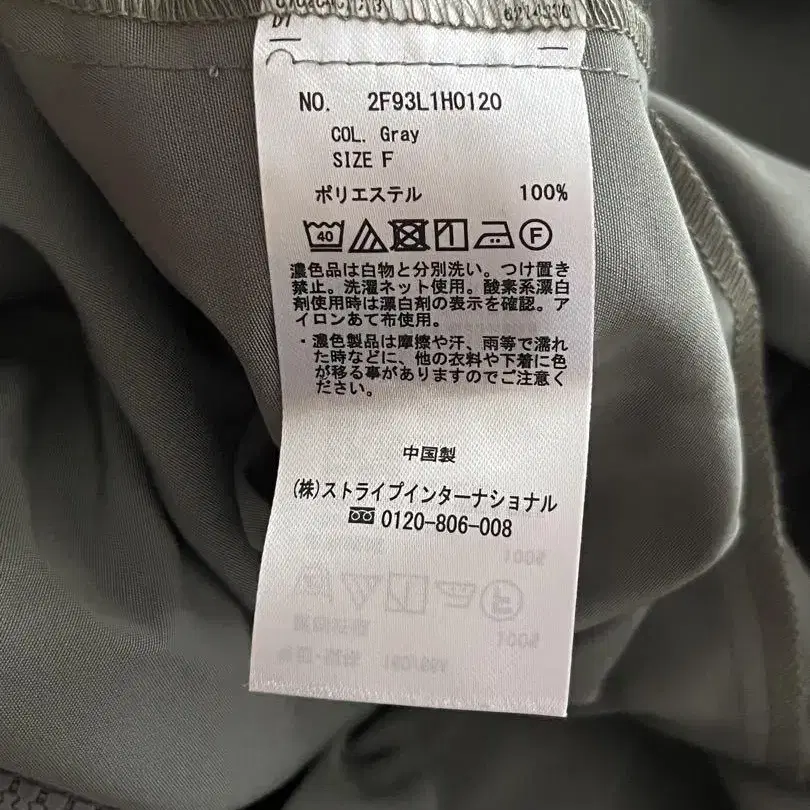 NO. 2F93L1H0120
COL. Gray
SIZE F
ポリエステル 100%
40 F
濃色品は白物と分別洗い。つけ置き
禁止。洗濯ネット使用。酸素系漂白
剤使用時は漂白剤の表示を確認。ア
イロンあて布使用。
・濃色製品は摩擦や汗、雨等で濡れ
た時などに、他の衣料や下着に色
が移る事がありますのでご注意く
ださい。
中国製
(株)ストライプインターナショナル
0120-806-008